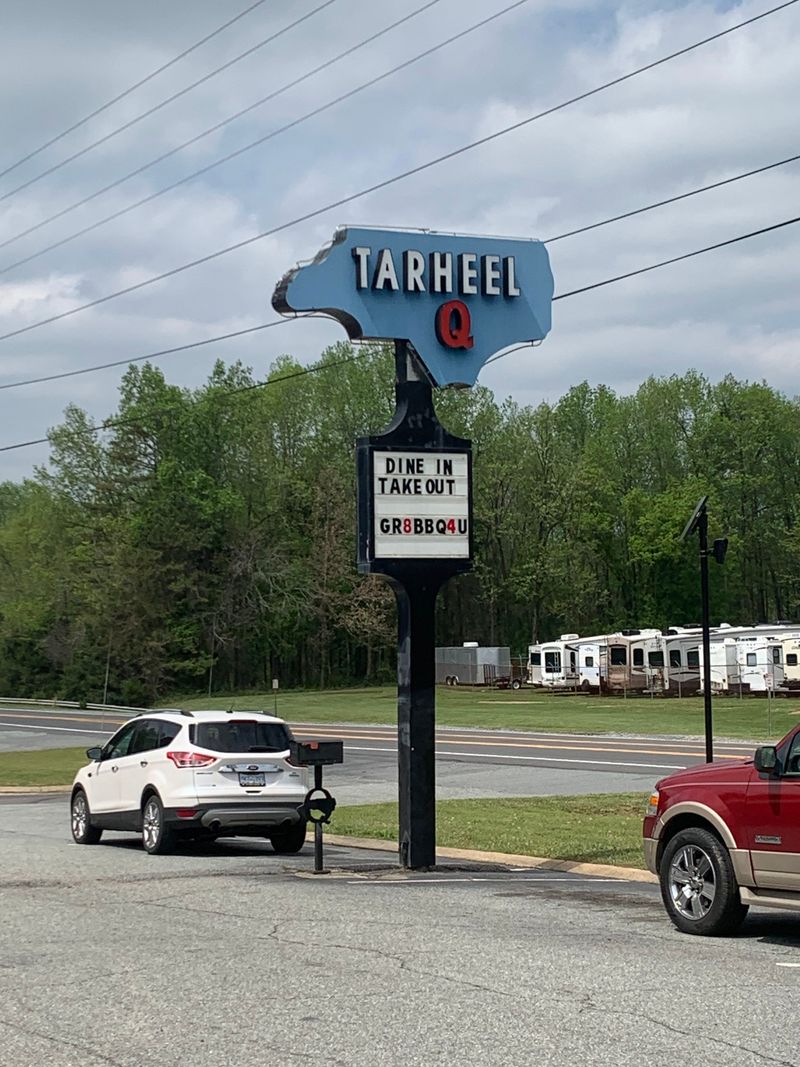 TARHEEL
Q
DINE IN
TAKE OUT
GR8BBQ4U